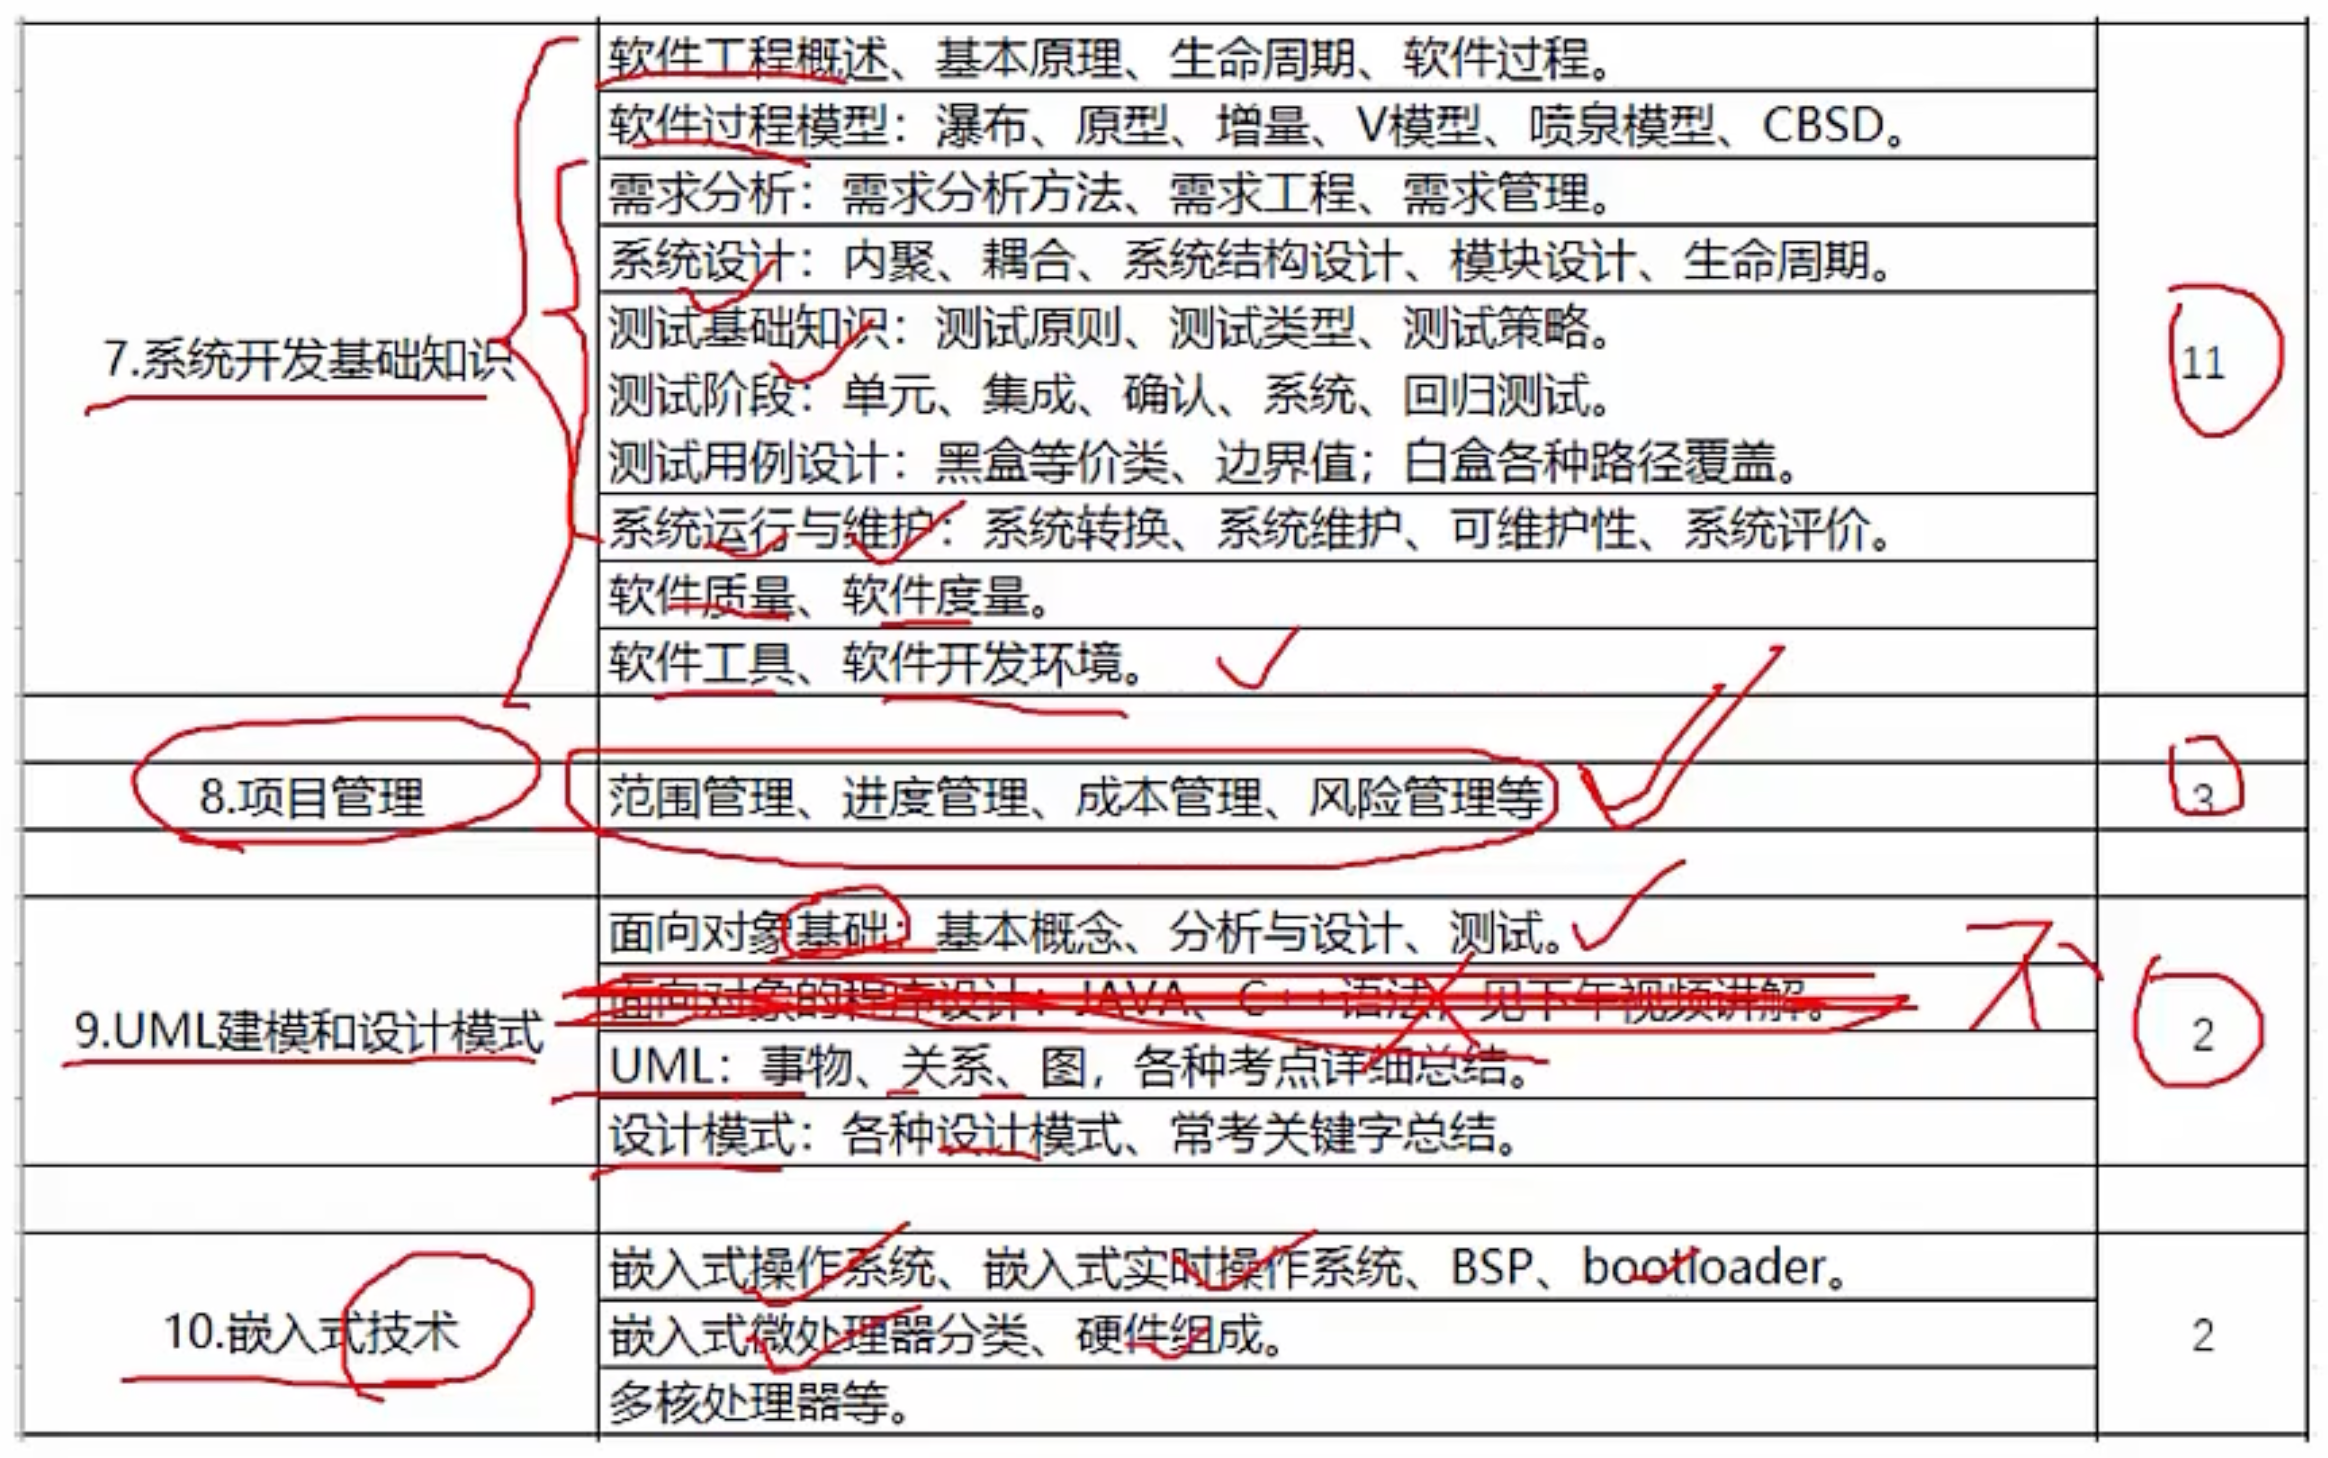 软件工程概述、基本原理、生命周期、软件过程。
软件过程模型：瀑布、原型、增量、V模型、喷泉模型、CBSD。
需求分析：需求分析方法、需求工程、需求管理。
系统设计：内聚、耦合、系统结构设计、模块设计、生命周期。
测试基础知识：测试原则、测试类型、测试策略。
7.系统开发基础知识
11
测试阶段：单元、集成、确认、系统、回归测试。
测试用例设计：黑盒等价类、边界值；白盒各种路径覆盖。
系统运行与维护：系统转换、系统维护、可维护性、系统评价。
软件质量、软件度量。
软件工具、软件开发环境。
8.项目管理
范围管理、进度管理、成本管理、风险管理等
3
面向对象基础：基本概念、分析与设计、测试。
面向对象的程序设计：JAVA、C++语法，见下午视频讲解。
9.UML建模和设计模式
2
UML：事物、关系、图，各种考点详细总结。
设计模式：各种设计模式、常考关键字总结。
嵌入式操作系统、嵌入式实时操作系统、BSP、bootloader。
10.嵌入式技术
嵌入式微处理器分类、硬件组成。
2
多核处理器等。